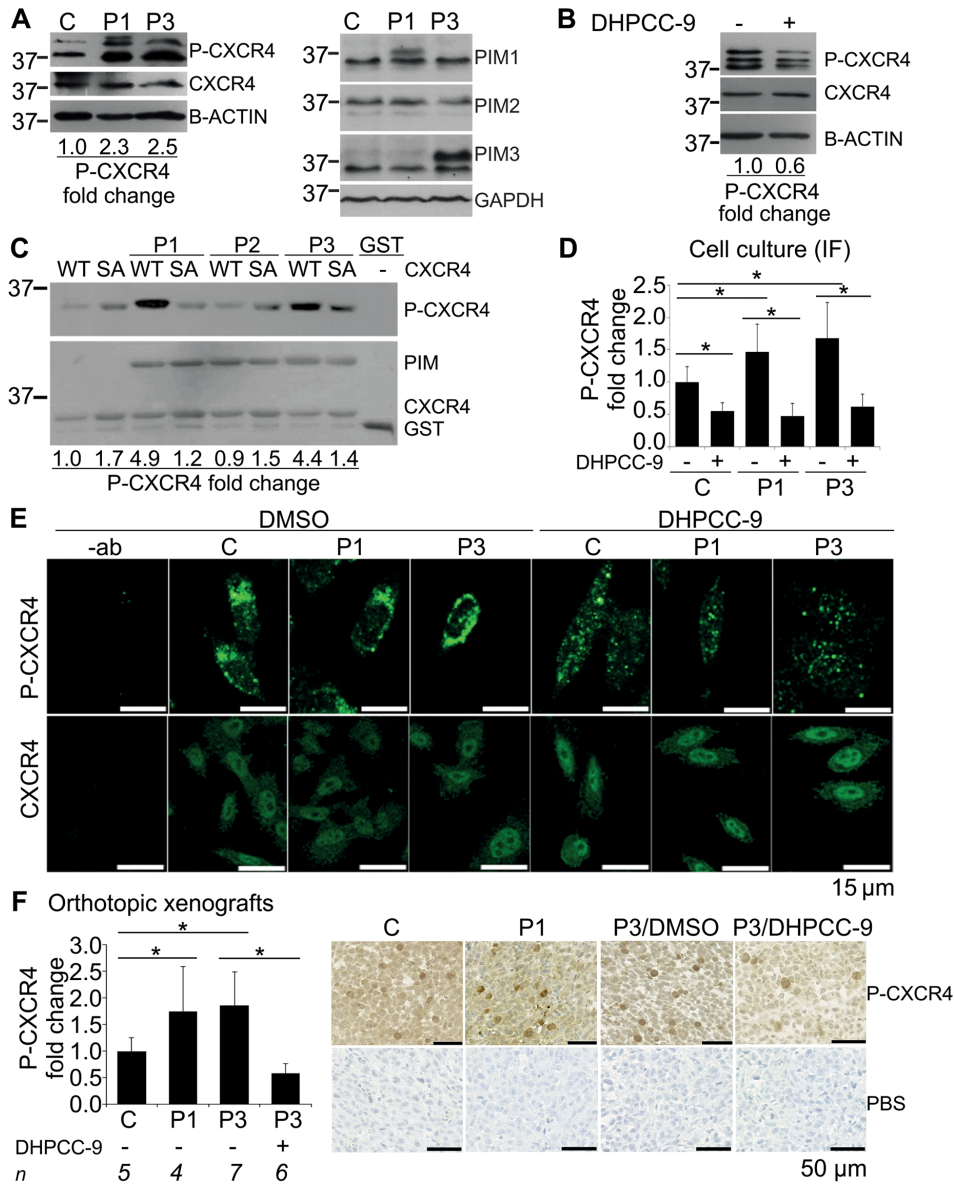 A
C P1 P3
37 P-CXCR4
CXCR4
37 B-ACTIN
1.0 2.3 2.5
P-CXCR4
fold change
C P1 P3
37 PIM1
37 PIM2
37 PIM3
37 GAPDH
B
DHPCC-9 - +
37 P-CXCR4
37 CXCR4
37 B-ACTIN
1.0 0.6
P-CXCR4
fold change
C
P1 P2 P3 GST
WT SA WT SA WT SA WT SA - CXCR4
37 P-CXCR4
PIM
37 CXCR4
GST
1.0 1.7 4.9 1.2 0.9 1.5 4.4 1.4
P-CXCR4 fold change
D
Cell culture (IF)
P-CXCR4
fold change
2.5
2.0
1.5
1.0
0.5
0.0
* * * * * *
DHPCC-9 - + - + - +
C P1 P3
E
DMSO DHPCC-9
-ab C P1 P3 C P1 P3
P-CXCR4
CXCR4
15 µm
F Orthotopic xenografts
P-CXCR4
fold change
3.0
2.5
2.0
1.5
1.0
0.5
0.0
* * *
C P1 P3 P3
DHPCC-9 - - - +
n 5 4 7 6
C P1 P3/DMSO P3/DHPCC-9
P-CXCR4
PBS
50 µm